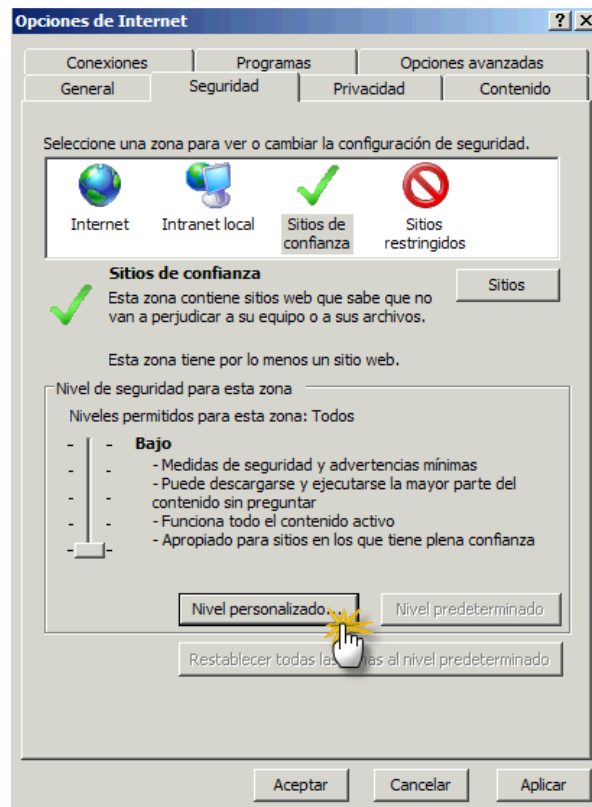 Opciones de Internet
Conexiones Programas Opciones avanzadas
General Seguridad Privacidad Contenido
Seleccione una zona para ver o cambiar la configuración de seguridad.
Internet Intranet local Sitios de confianza Sitios restringidos
Sitios de confianza
Sitios
Esta zona contiene sitios web que sabe que no
van a perjudicar a su equipo o a sus archivos.
Esta zona tiene por lo menos un sitio web.
Nivel de seguridad para esta zona
Niveles permitidos para esta zona: Todos
Bajo
- Medidas de seguridad y advertencias mínimas
- Puede descargarse y ejecutarse la mayor parte del
contenido sin preguntar
- Funciona todo el contenido activo
- Apropiado para sitios en los que tiene plena confianza
Nivel personalizado... Nivel predeterminado
Restablecer todas las al nivel predeterminado
Aceptar Cancelar Aplicar